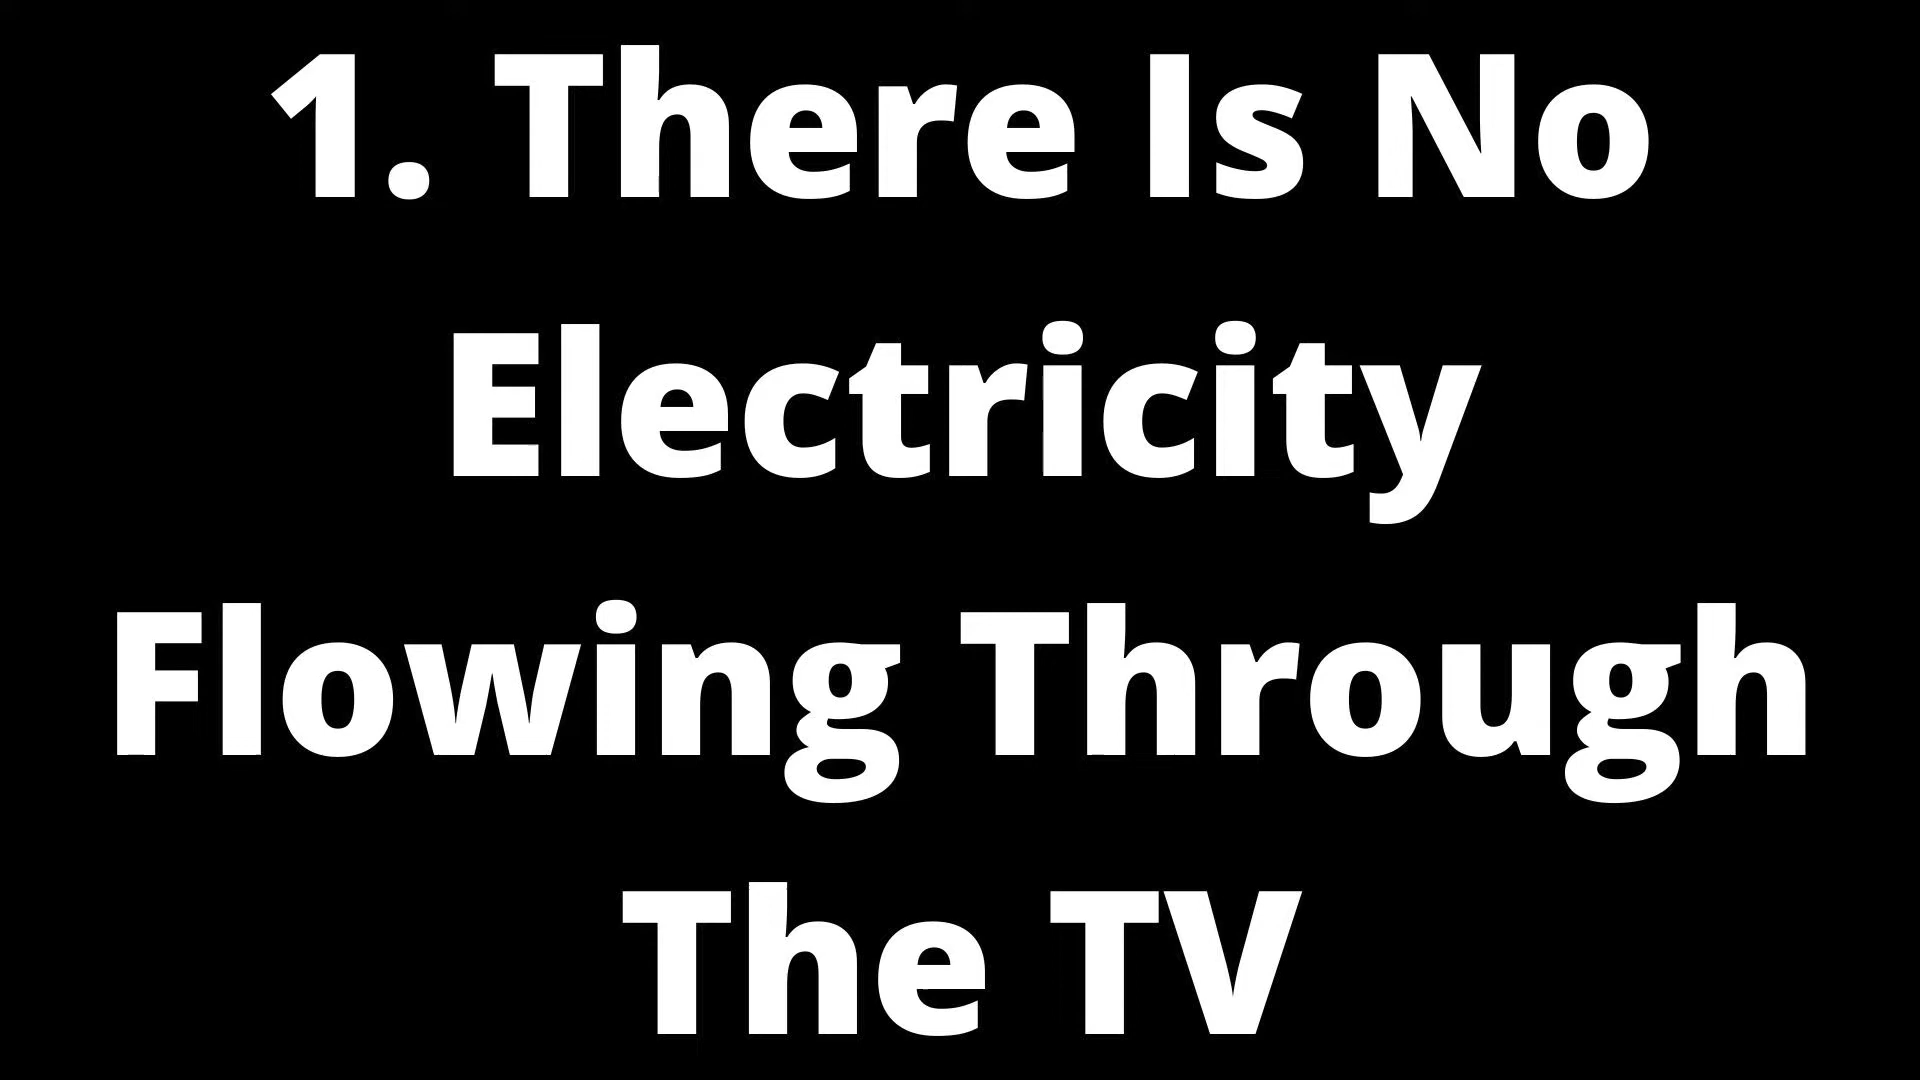 1. There Is No
Electricity
Flowing Through
The TV